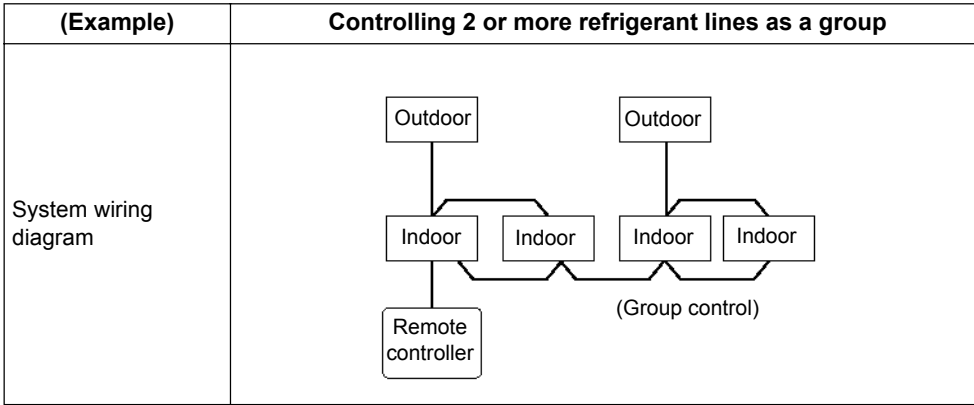 (Example)
Controlling 2 or more refrigerant lines as a group
System wiring
diagram
Outdoor
Outdoor
Indoor
Indoor
Indoor
Indoor
(Group control)
Remote
controller